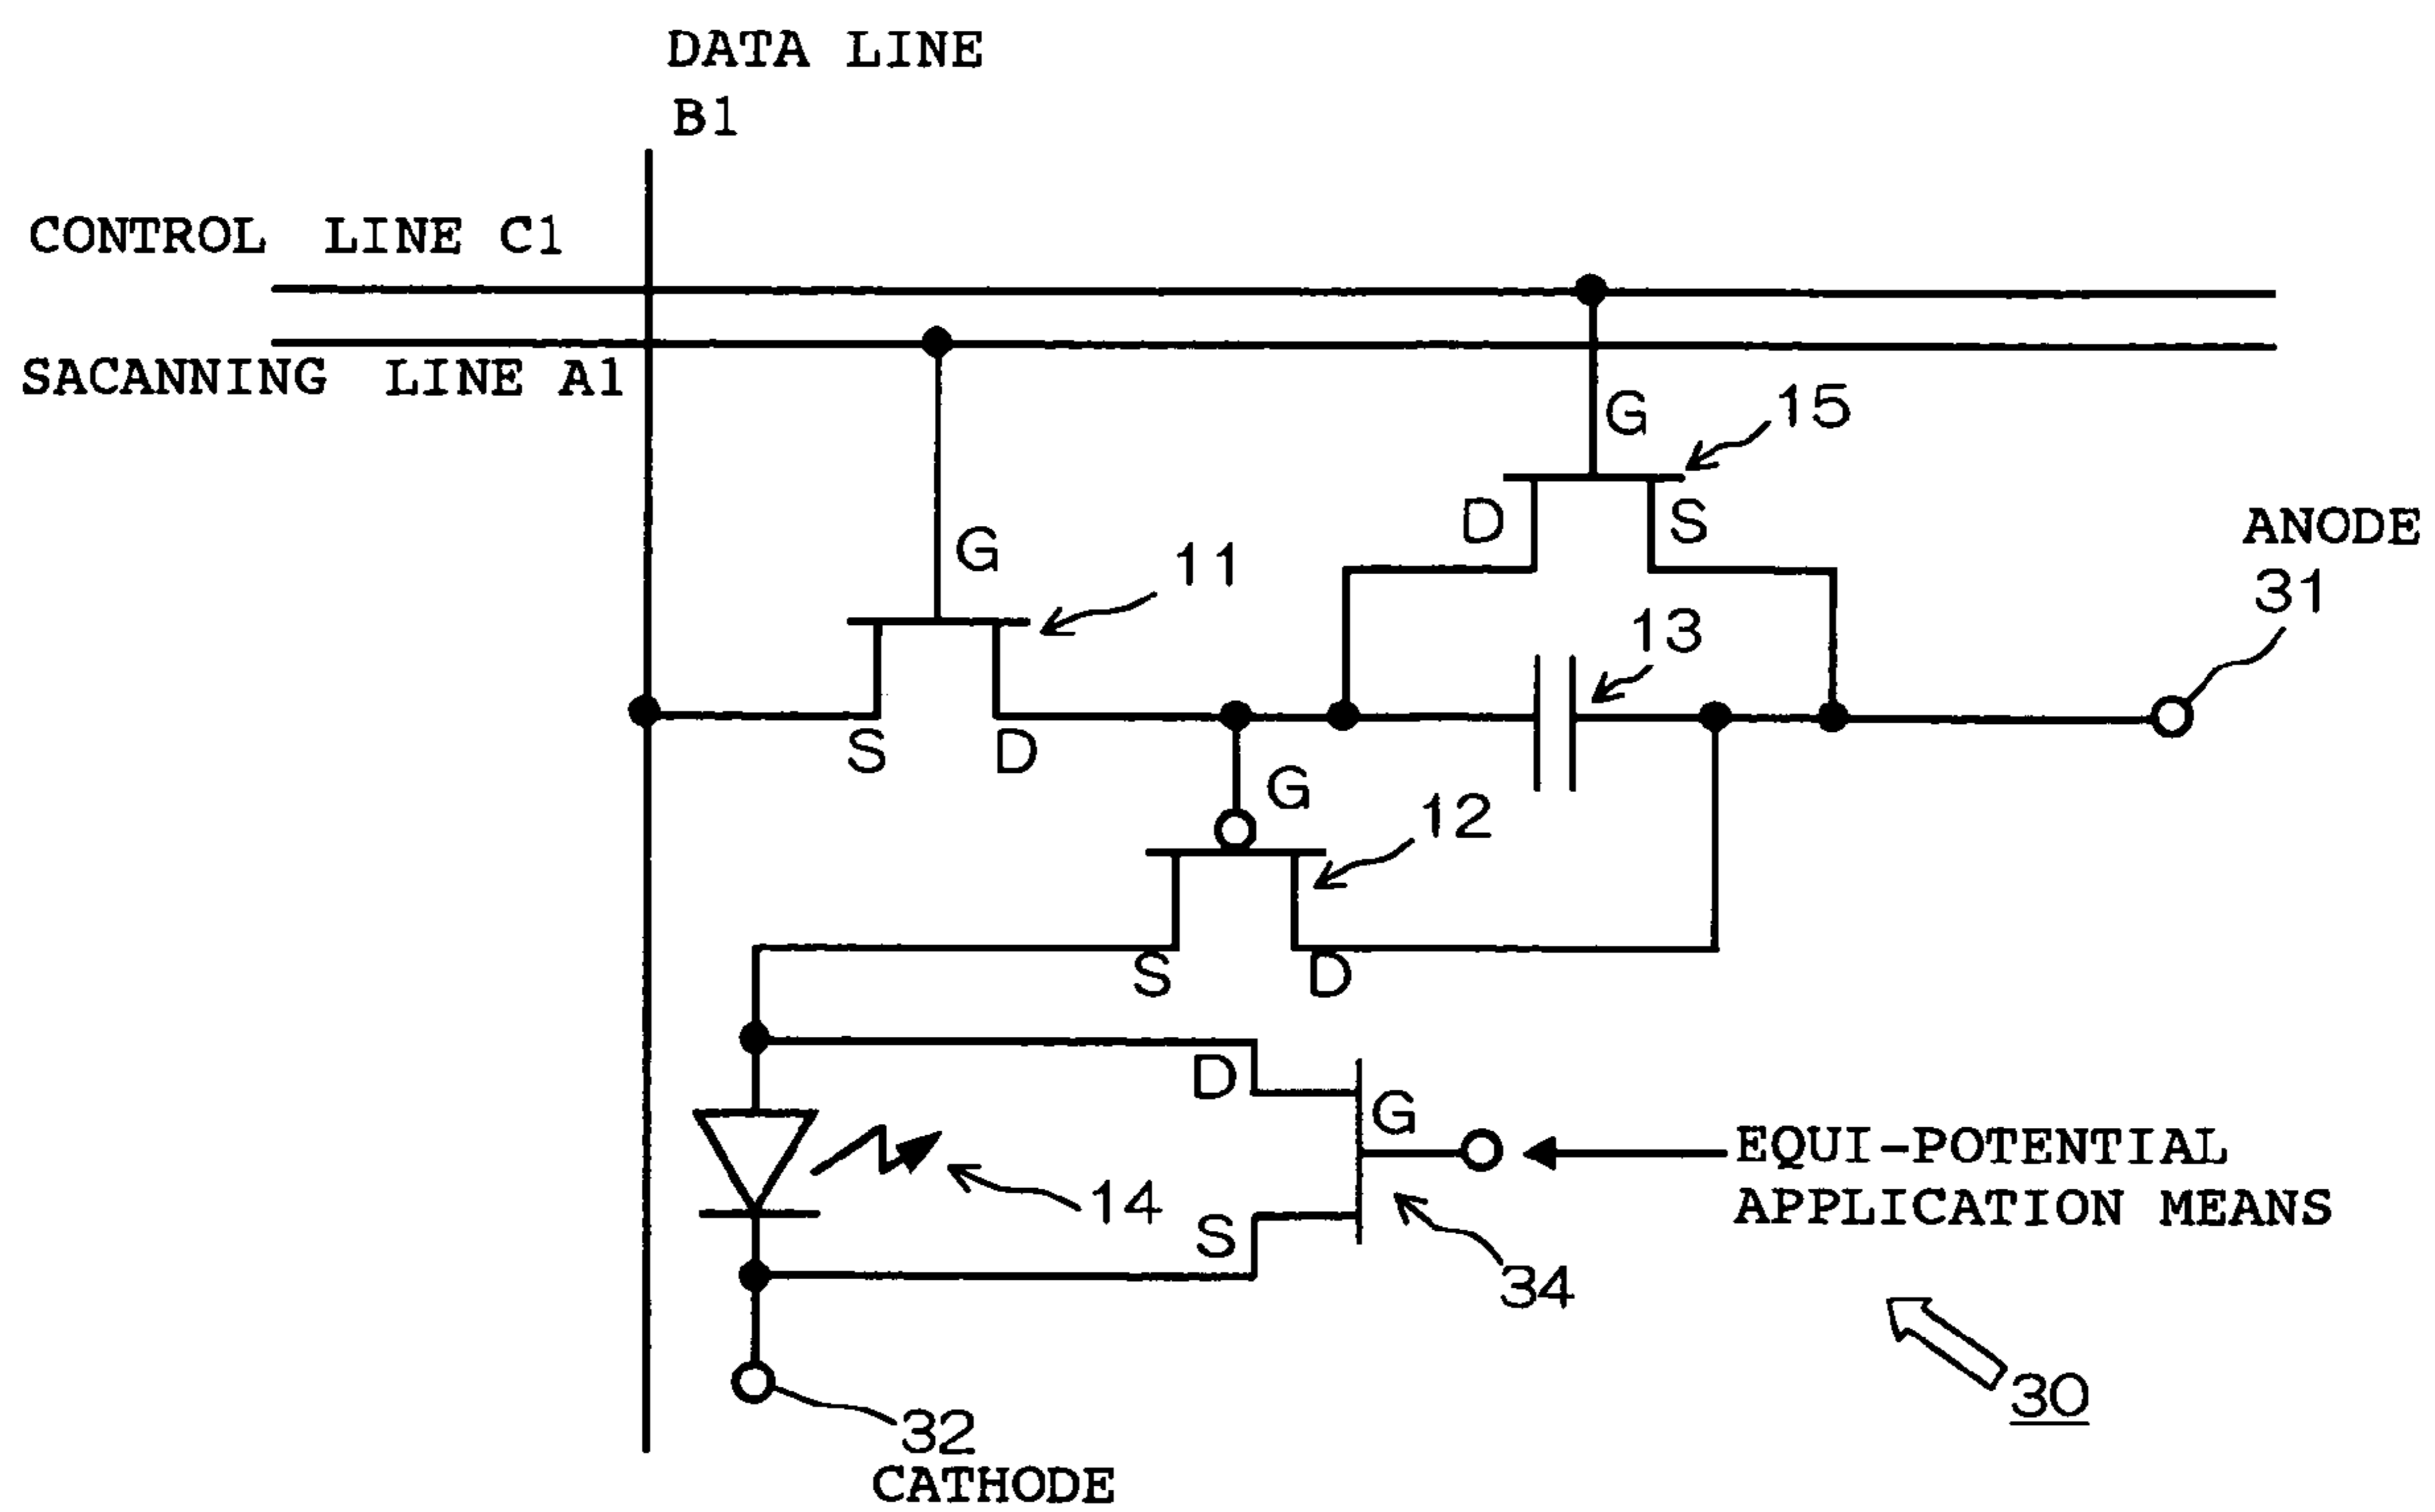 DATA LINE
B1
CONTROL LINE C1
SACANNING LINE A1
G
15
D
S
ANODE
31
G
11
13
S
D
G
12
S
D
D
G
EQUI-POTENTIAL
APPLICATION MEANS
14
S
34
30
32
CATHODE